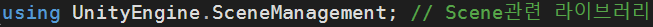 using UnityEngine.SceneManagement; // Scene관련 라이브러리